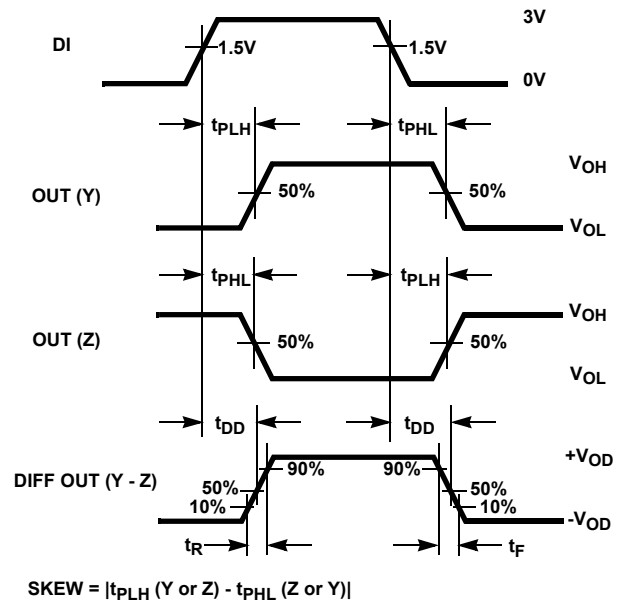 3V
DI
1.5V
1.5V
0V
tPLH
tPHL
VOH
OUT (Y)
50%
50%
VOL
tPHL
tPLH
VOH
OUT (Z)
50%
50%
VOL
tDD
tDD
+VOD
90%
90%
DIFF OUT (Y - Z)
50%
50%
10%
10%
-VOD
tR
tF
SKEW = |tPLH (Y or Z) - tPHL (Z or Y)|